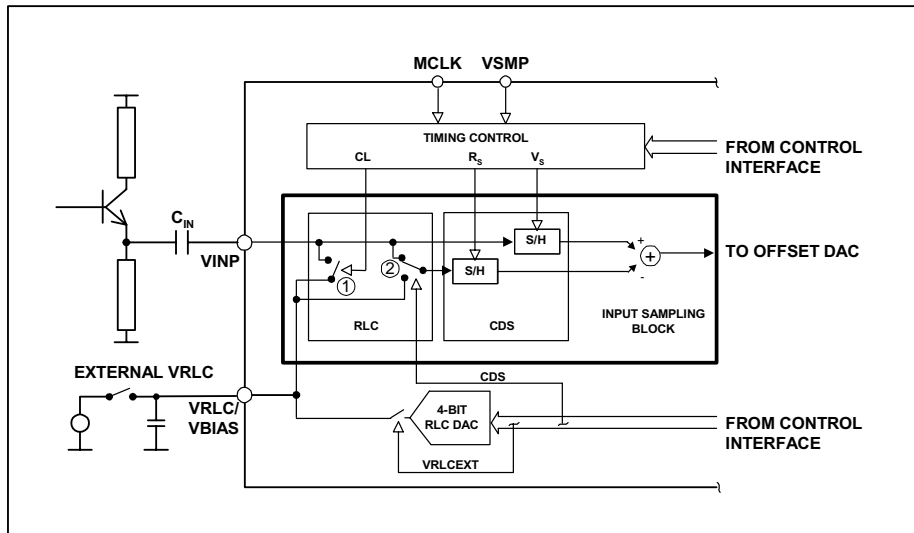 MCLK VSMP
TIMING CONTROL
CL RS VS
FROM CONTROL
INTERFACE
CIN
VINP
S/H
+
S/H
+
-
TO OFFSET DAC
1
2
RLC
CDS
INPUT SAMPLING
BLOCK
EXTERNAL VRLC
VRLC/
VBIAS
CDS
4-BIT
RLC DAC
FROM CONTROL
INTERFACE
VRLCEXT